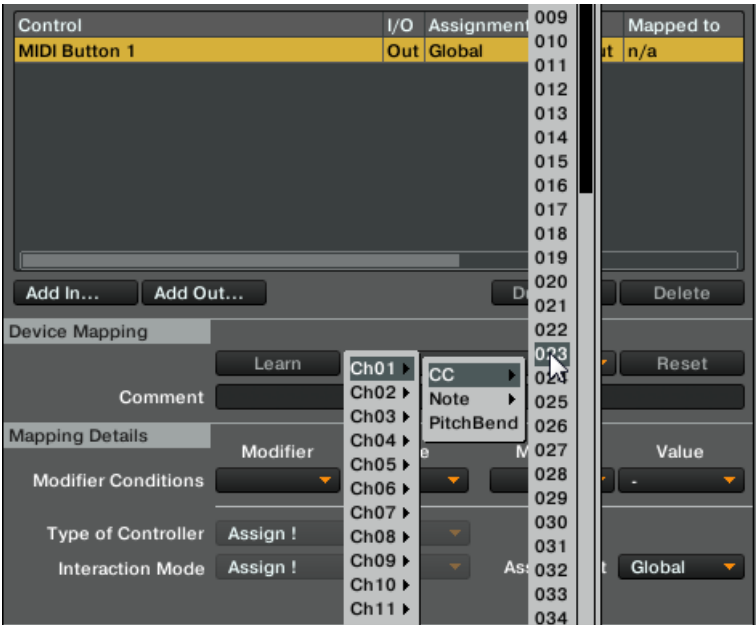 009
Control I/O Assignment Mapped to
010
MIDI Button 1 Out Global ut n/a
011
012
013
014
015
016
017
018
019
020
Add In... Add Out... Delete
021
Device Mapping 022
023
Learn Ch01 CC Reset
024
Comment Ch02 Note 025
Ch03 PitchBend 026
Mapping Details Ch04
Modifier 027 Value
Modifier Conditions Ch05 028 -
Ch06 029
Ch07 030
Type of Controller Assign ! Ch08 031
Interaction Mode Assign ! Ch09 032 Global
Ch10 033
Ch11 034